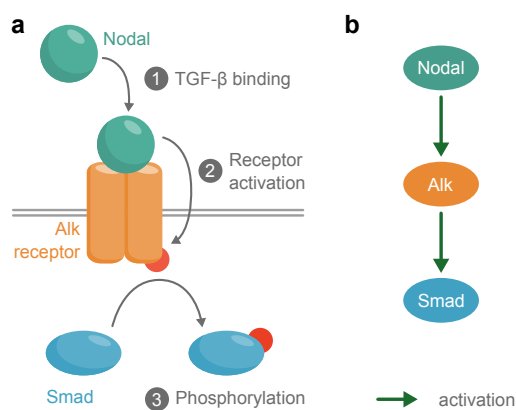 a
Nodal
1 TGF-β binding
2 Receptor
activation
Alk
receptor
Smad
3 Phosphorylation
b
Nodal
Alk
Smad
activation